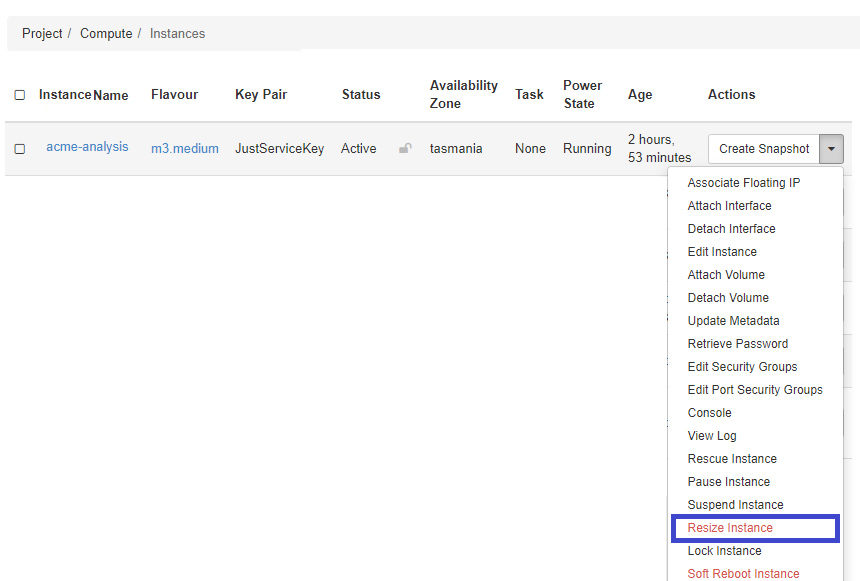 Project / Compute / Instances
Instance Name Flavour Key Pair Status Availability Zone Task Power State Age Actions
acme-analysis m3.medium JustServiceKey Active tasmania None Running 2 hours, 53 minutes Create Snapshot
Associate Floating IP
Attach Interface
Detach Interface
Edit Instance
Attach Volume
Detach Volume
Update Metadata
Retrieve Password
Edit Security Groups
Edit Port Security Groups
Console
View Log
Rescue Instance
Pause Instance
Suspend Instance
Resize Instance
Lock Instance
Soft Reboot Instance